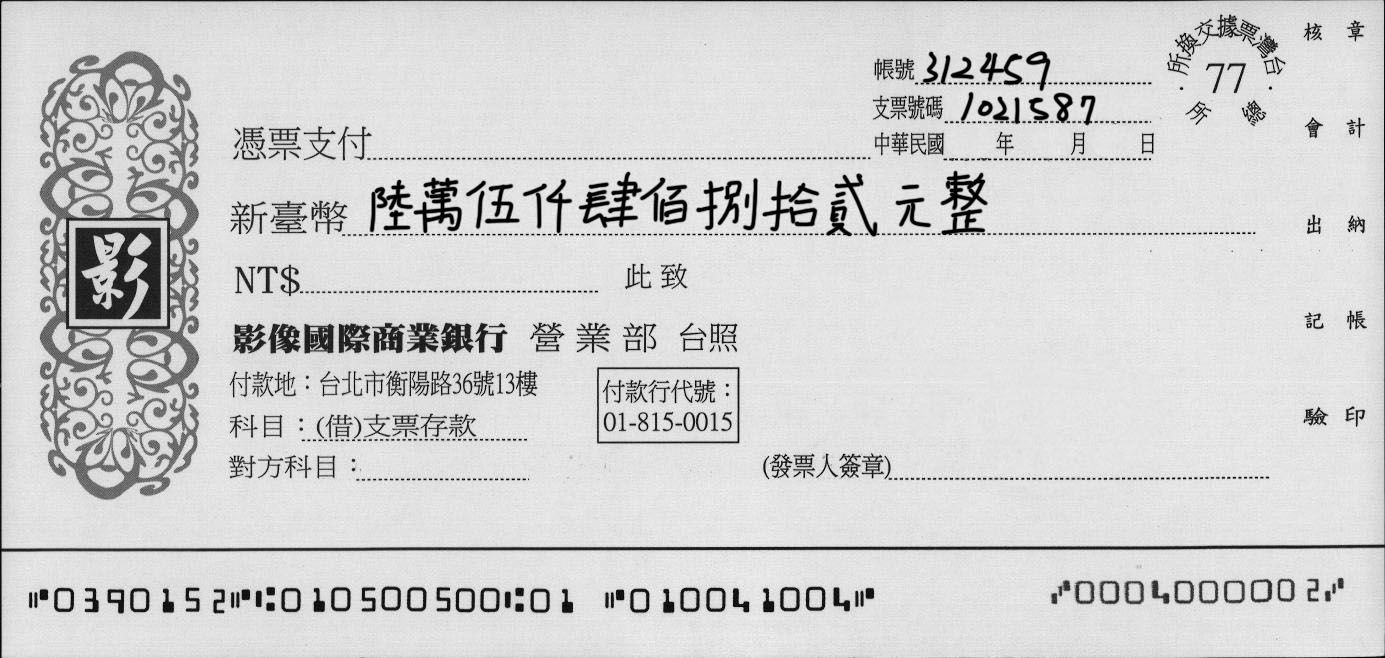 影
帳號 312459
支票號碼 1021587
中華民國 年 月 日
台灣票據交換所
77
總所
憑票支付
新臺幣 陸萬伍仟肆佰捌拾貳元整
NT$ 此致
影像國際商業銀行 營業部 台照
付款地：台北市衡陽路36號13樓
科目：(借)支票存款
對方科目：
付款行代號：
01-815-0015
(發票人簽章)
核 章
會 計
出 納
記 帳
驗 印
⑈0390152⑈⑆010500500⑆01 ⑈010041004⑈ ⑇0004000002⑇